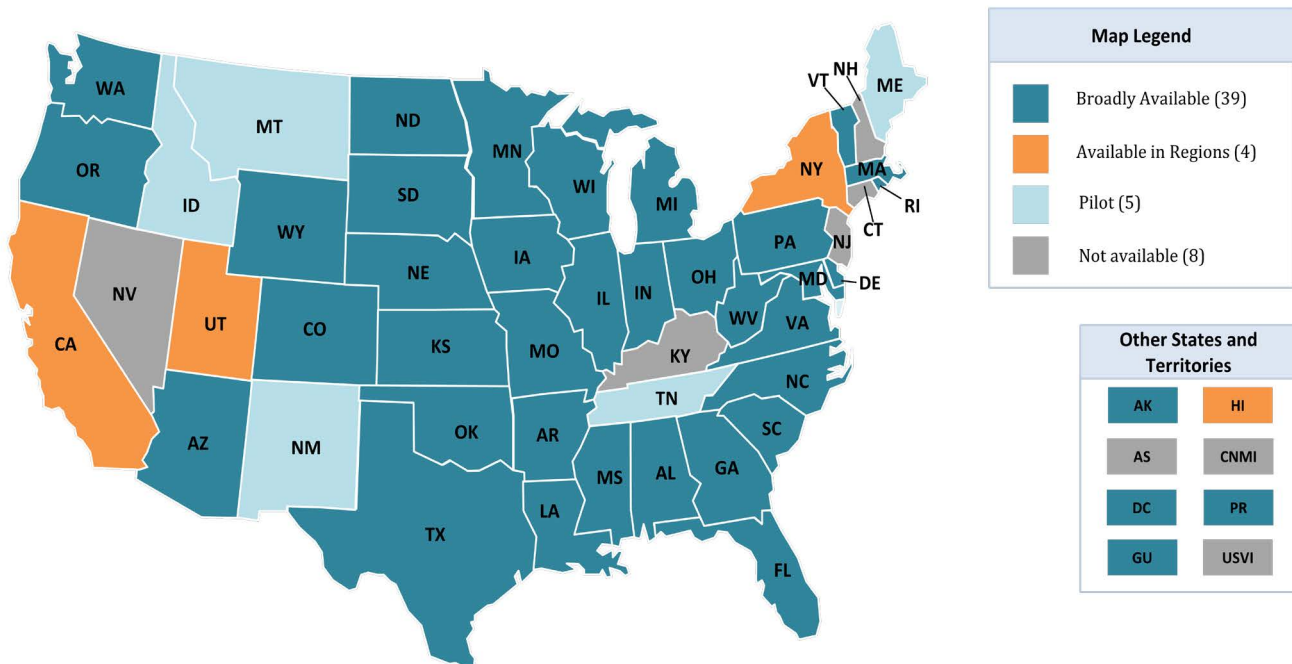 Map Legend
Broadly Available (39)
Available in Regions (4)
Pilot (5)
Not available (8)
Other States and
Territories
AK
HI
AS
CNMI
DC
PR
GU
USVI
WA
OR
CA
NV
ID
MT
WY
UT
CO
AZ
NM
ND
SD
NE
KS
OK
TX
MN
IA
MO
AR
LA
WI
IL
MI
IN
OH
KY
TN
MS
AL
GA
FL
SC
NC
VA
WV
PA
NY
VT
NH
ME
MA
RI
CT
NJ
MD
DE